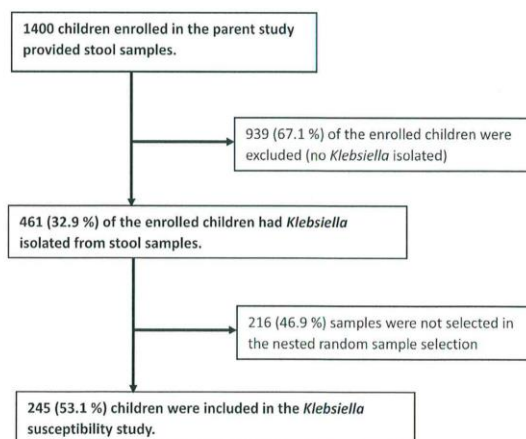 1400 children enrolled in the parent study
provided stool samples.
939 (67.1 %) of the enrolled children were
excluded (no Klebsiella isolated)
461 (32.9 %) of the enrolled children had Klebsiella
isolated from stool samples.
216 (46.9 %) samples were not selected in
the nested random sample selection
245 (53.1 %) children were included in the Klebsiella
susceptibility study.